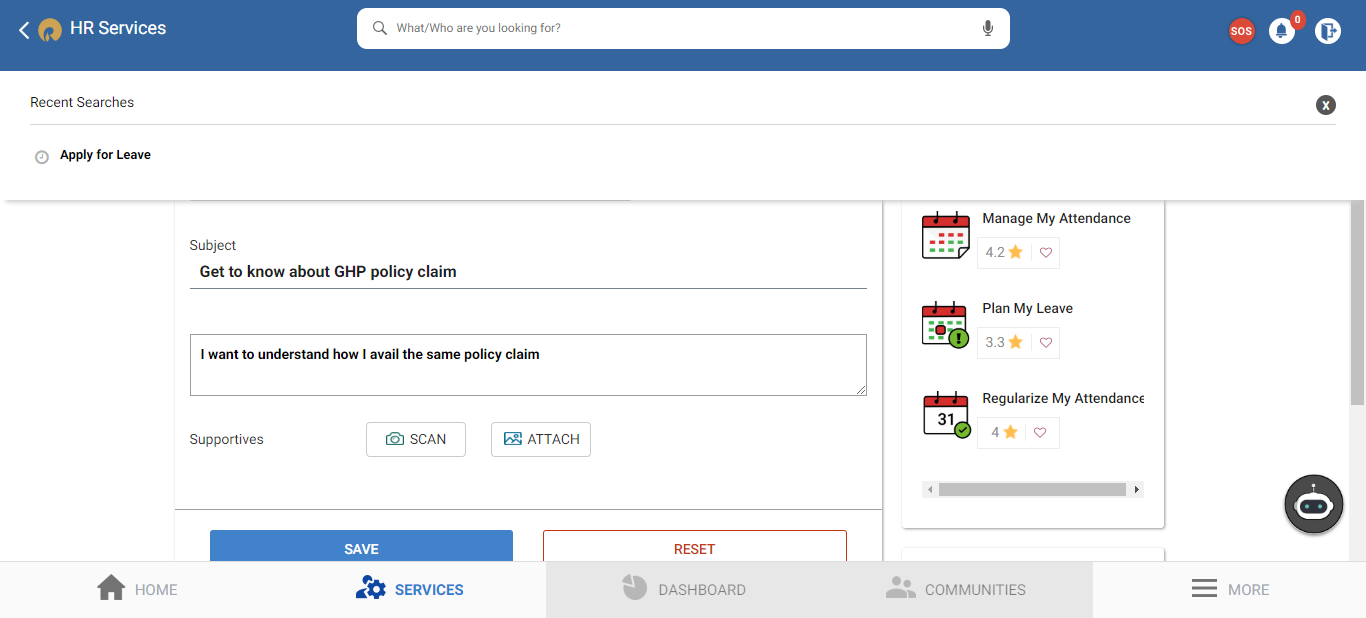 HR Services
What/Who are you looking for?
SOS
0
Recent Searches
X
Apply for Leave
Subject
Get to know about GHP policy claim
I want to understand how I avail the same policy claim
Supportives
SCAN
ATTACH
SAVE
RESET
Manage My Attendance
4.2
Plan My Leave
3.3
31
Regularize My Attendance
4
HOME
SERVICES
DASHBOARD
COMMUNITIES
MORE